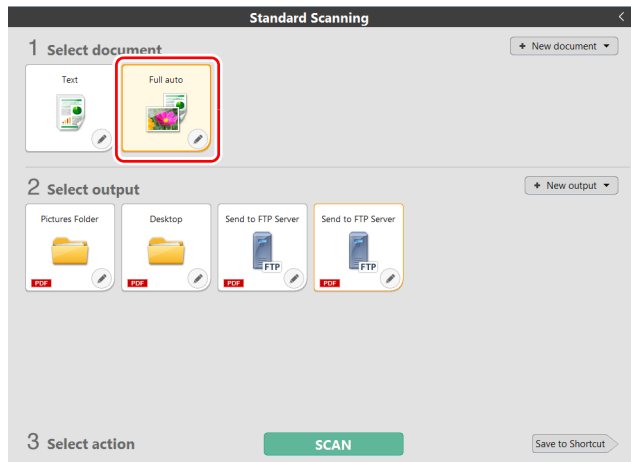 Standard Scanning
1 Select document
+ New document
Text
Full auto
2 Select output
+ New output
Pictures Folder
Desktop
Send to FTP Server
Send to FTP Server
PDF
PDF
FTP
PDF
FTP
PDF
3 Select action
SCAN
Save to Shortcut